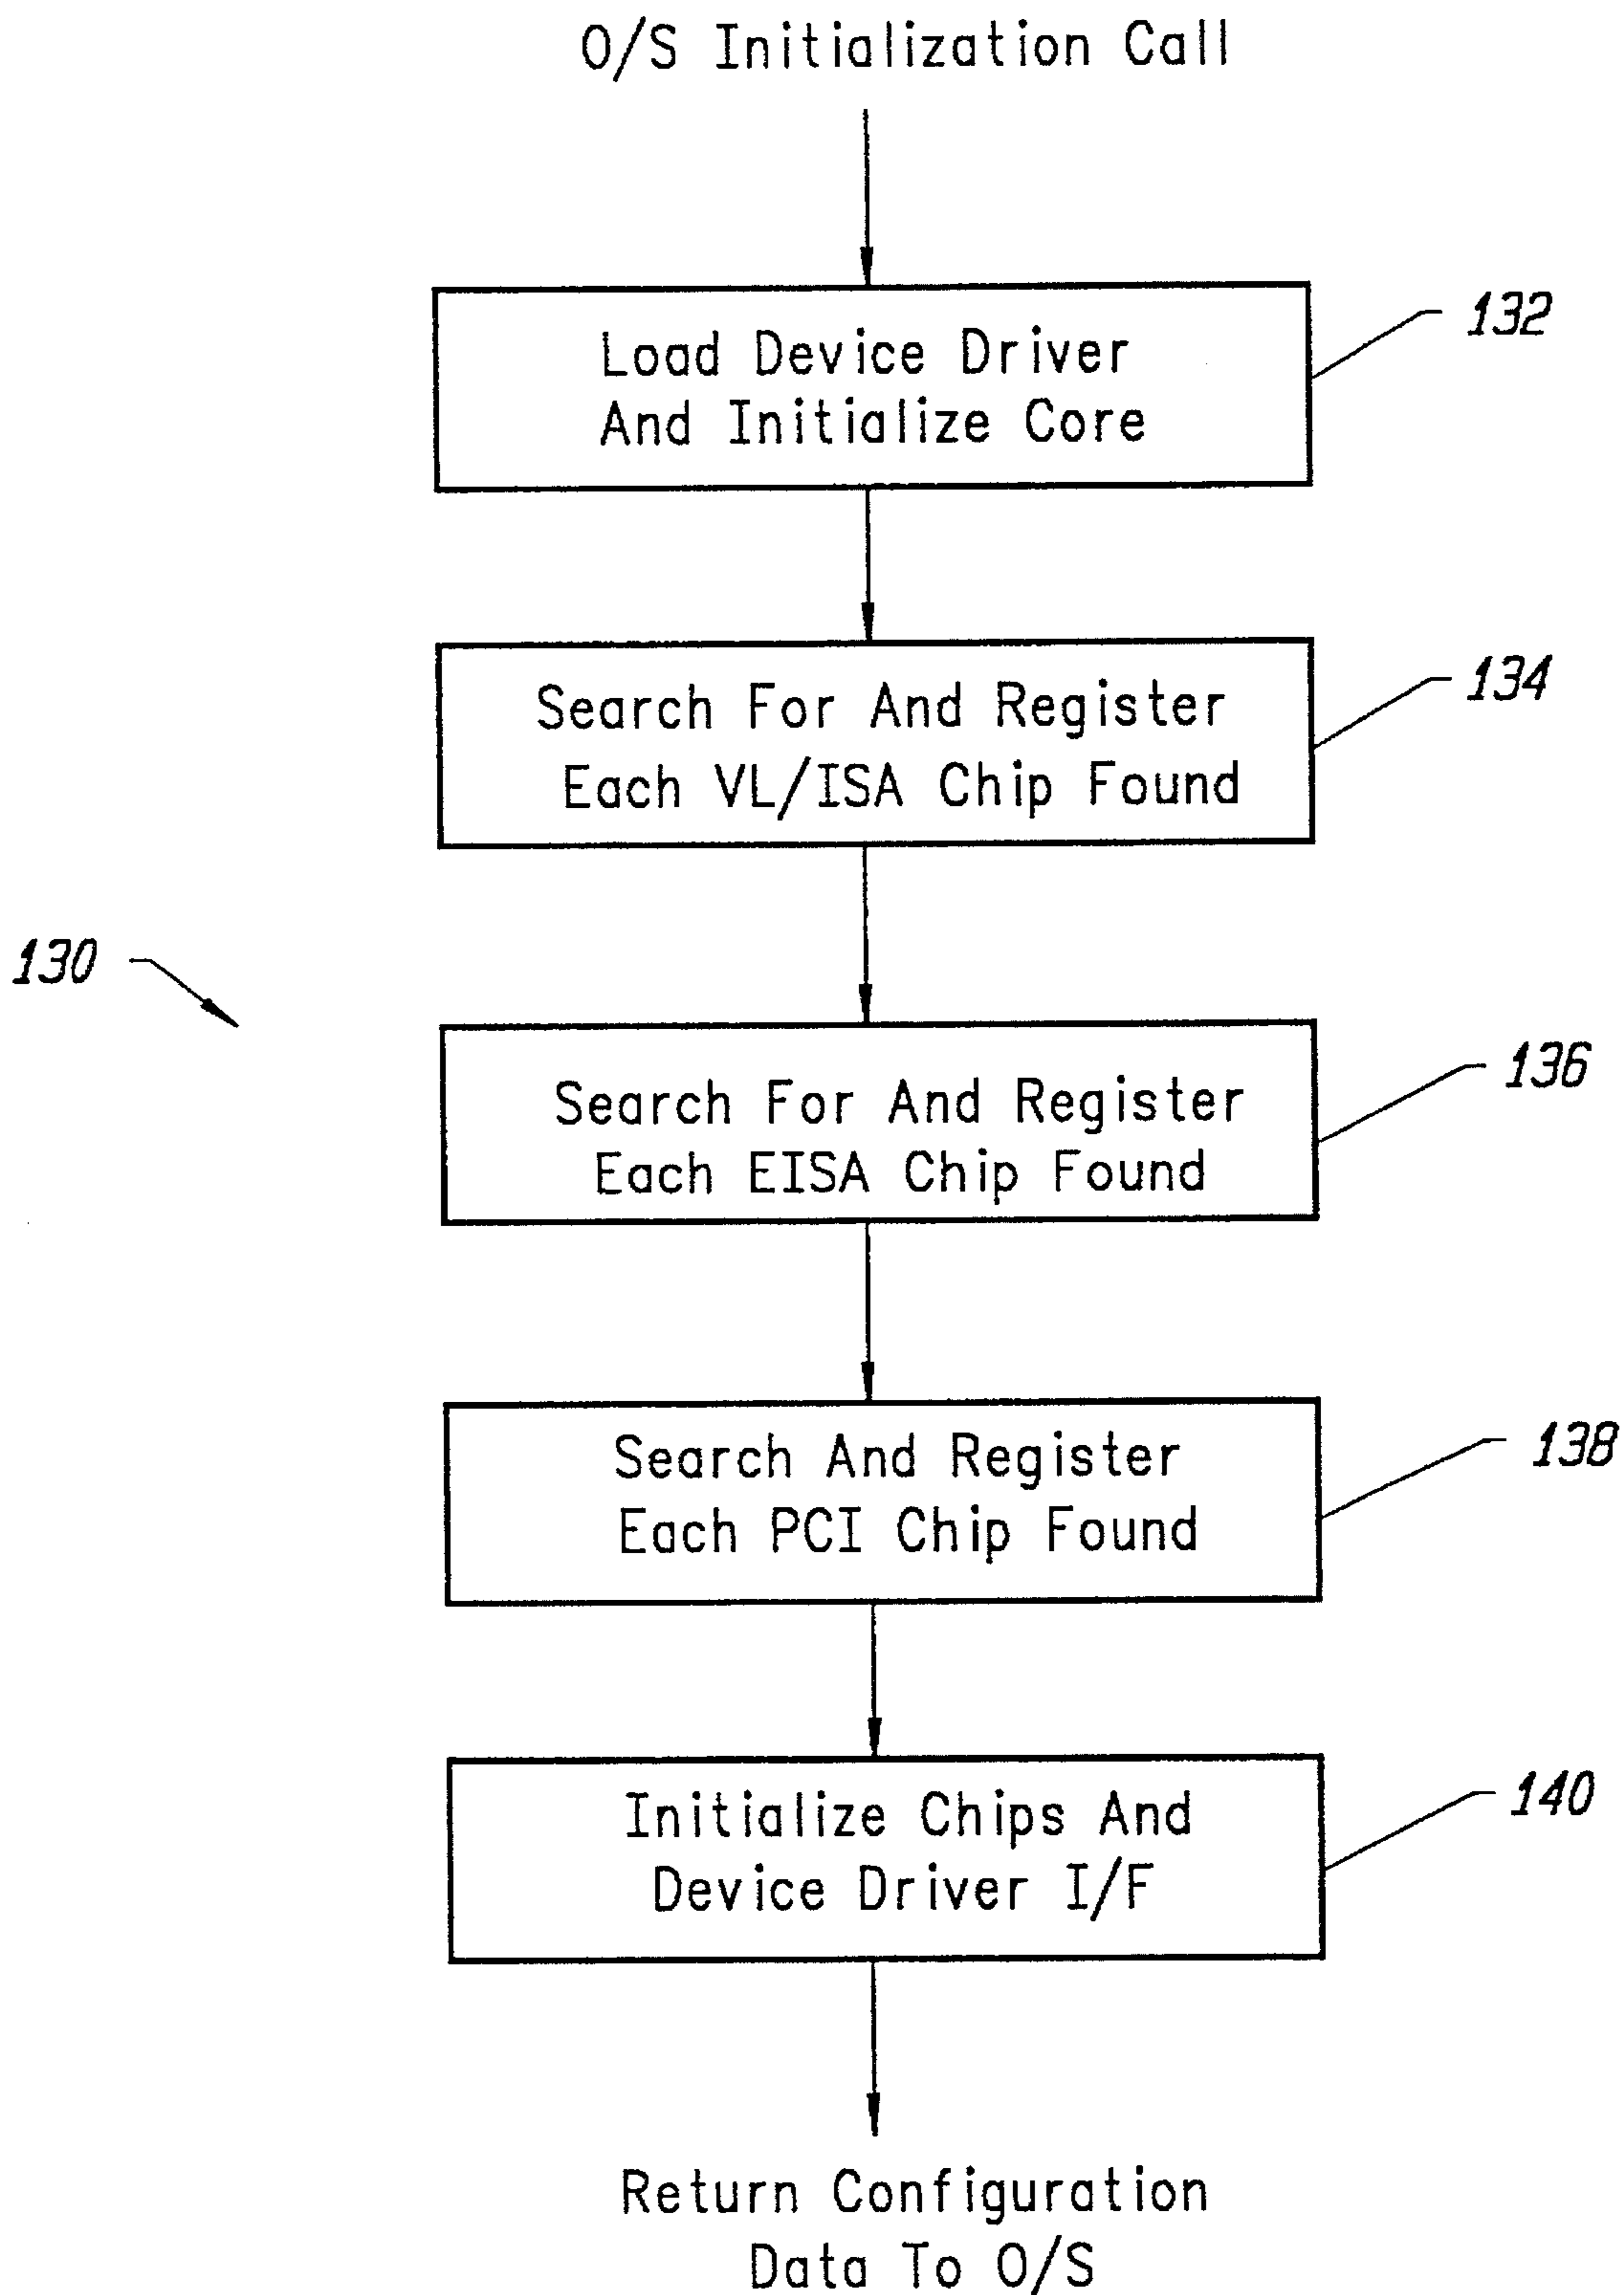 O/S Initialization Call
Load Device Driver
And Initialize Core
132
Search For And Register
Each VL/ISA Chip Found
134
130
Search For And Register
Each EISA Chip Found
136
Search And Register
Each PCI Chip Found
138
Initialize Chips And
Device Driver I/F
140
Return Configuration
Data To O/S